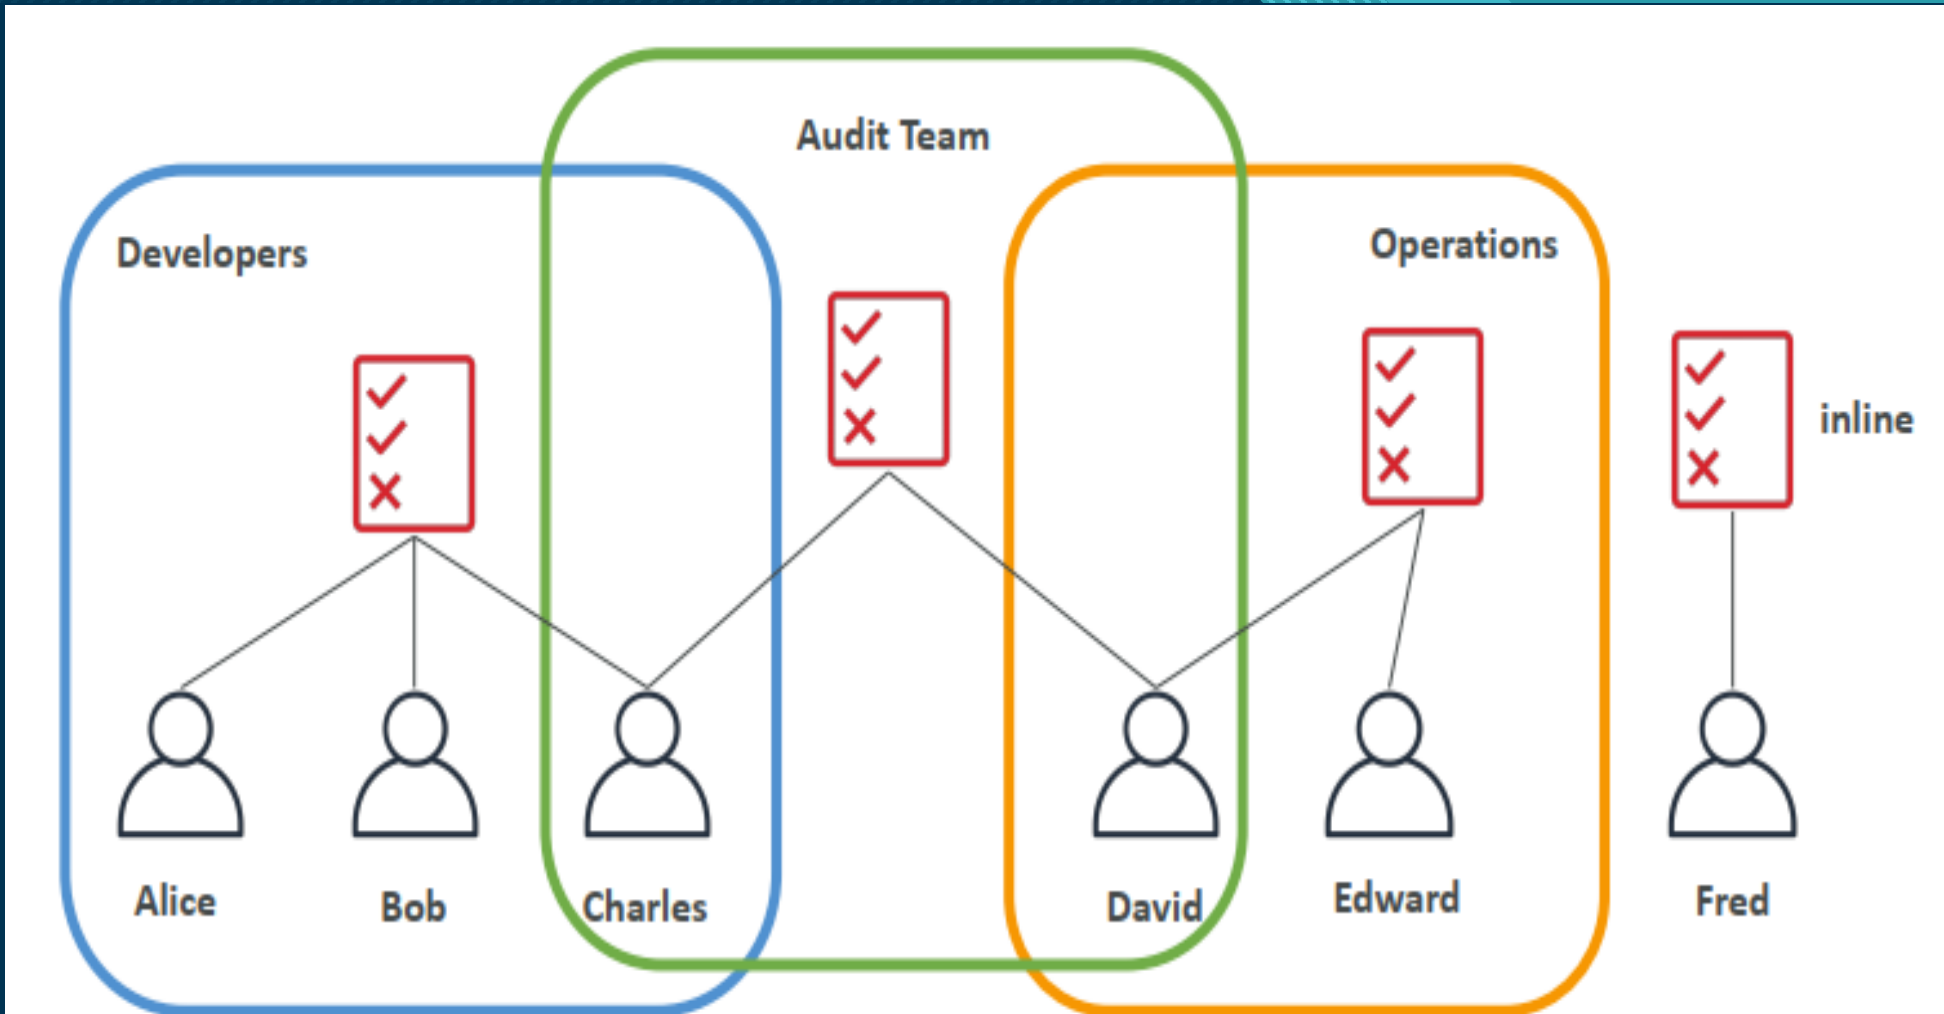 Audit Team
Developers
Operations
inline
Alice
Bob
Charles
David
Edward
Fred